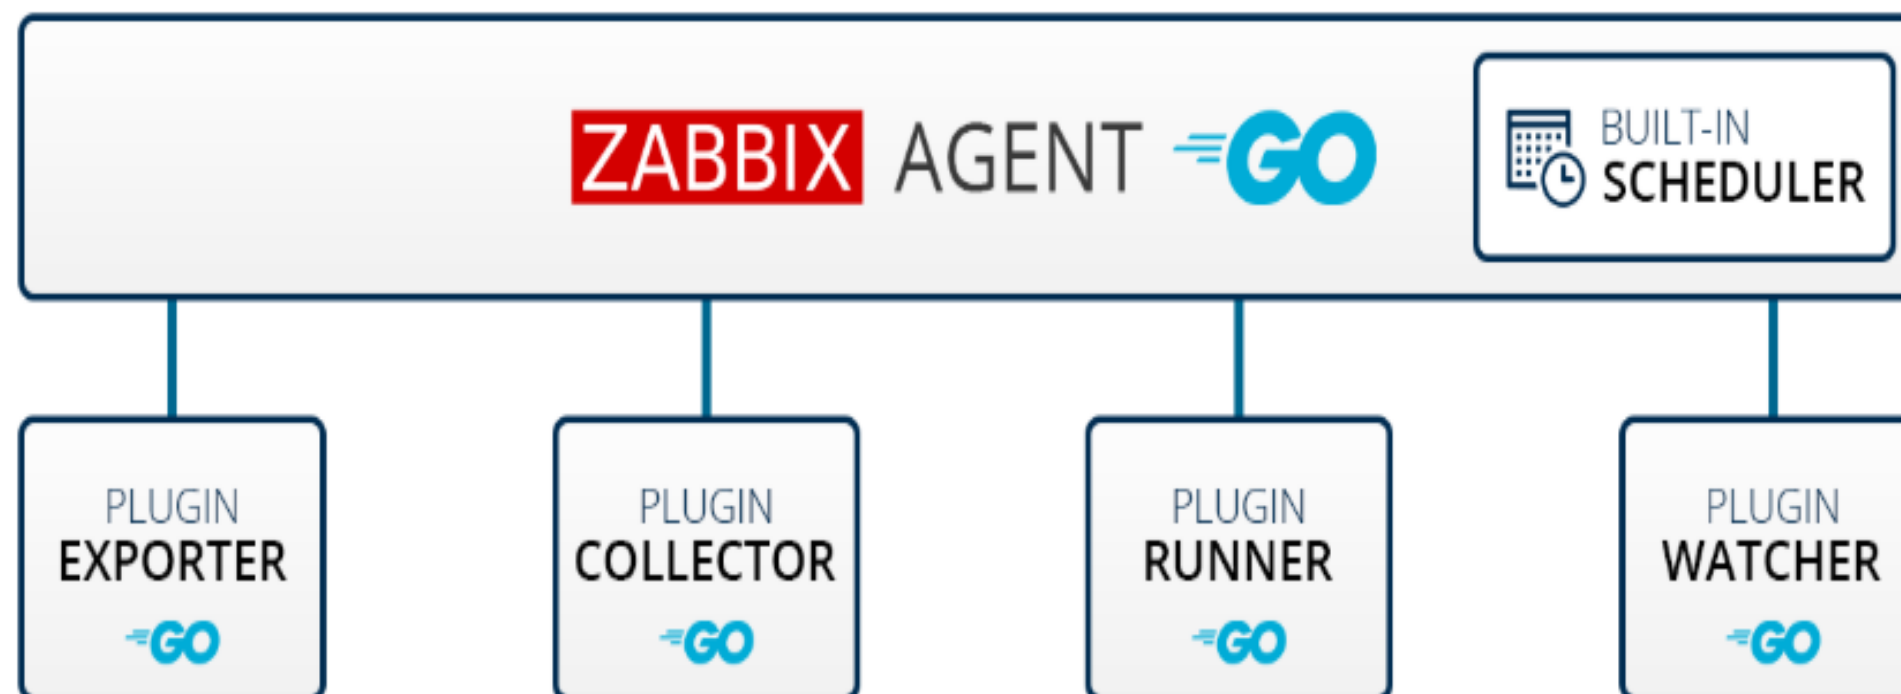 ZABBIX AGENT GO
BUILT-IN
SCHEDULER
PLUGIN
EXPORTER
GO
PLUGIN
COLLECTOR
GO
PLUGIN
RUNNER
GO
PLUGIN
WATCHER
GO